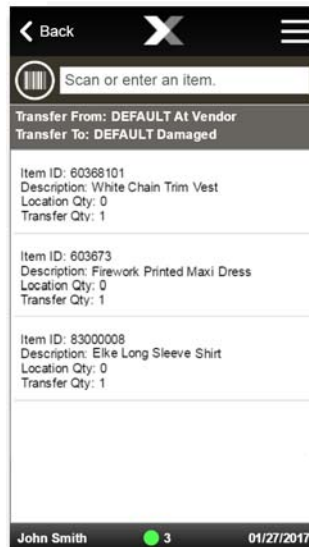 Back
Scan or enter an item.
Transfer From: DEFAULT At Vendor
Transfer To: DEFAULT Damaged
Item ID: 60368101
Description: White Chain Trim Vest
Location Qty: 0
Transfer Qty: 1
Item ID: 603673
Description: Firework Printed Maxi Dress
Location Qty: 0
Transfer Qty: 1
Item ID: 83000008
Description: Elke Long Sleeve Shirt
Location Qty: 0
Transfer Qty: 1
John Smith 3 01/27/2017